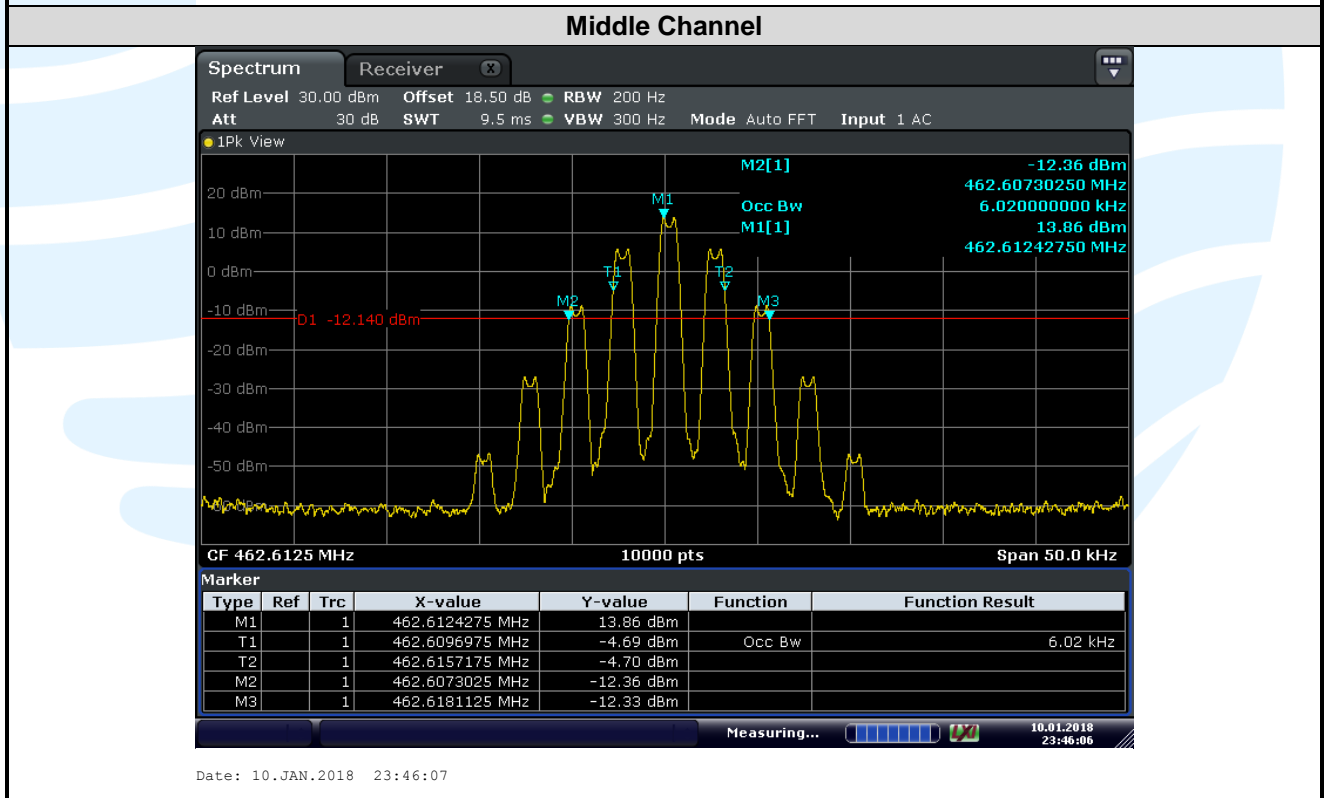 Middle Channel
Spectrum Receiver X
Ref Level 30.00 dBm Offset 18.50 dB RBW 200 Hz
Att 30 dB SWT 9.5 ms VBW 300 Hz Mode Auto FFT Input 1 AC
1Pk View
M2[1] -12.36 dBm
462.60730250 MHz
Occ Bw 6.020000000 kHz
M1[1] 13.86 dBm
462.61242750 MHz
20 dBm
M1
10 dBm
0 dBm
T1 T2
-10 dBm
M2 M3
D1 -12.140 dBm
-20 dBm
-30 dBm
-40 dBm
-50 dBm
CF 462.6125 MHz 10000 pts Span 50.0 kHz
Marker
Type Ref Trc X-value Y-value Function Function Result
M1 1 462.6124275 MHz 13.86 dBm
T1 1 462.6096975 MHz -4.69 dBm Occ Bw 6.02 kHz
T2 1 462.6157175 MHz -4.70 dBm
M2 1 462.6073025 MHz -12.36 dBm
M3 1 462.6181125 MHz -12.33 dBm
Measuring... LXI 10.01.2018
23:46:06
Date: 10.JAN.2018 23:46:07